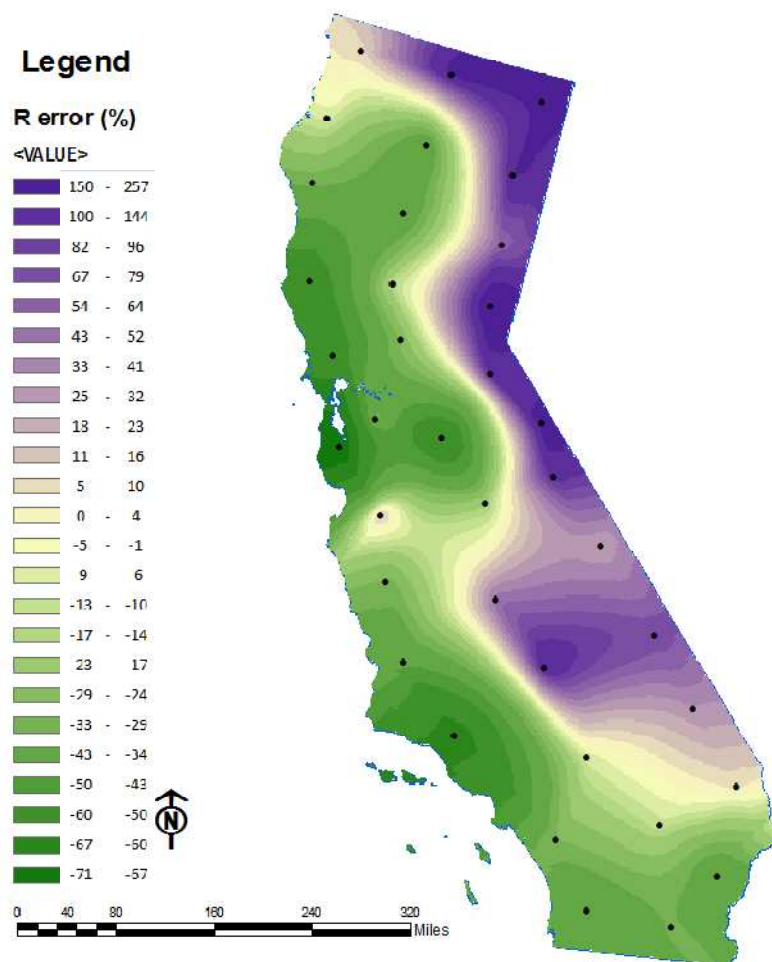 Legend
R error (%)
<VALUE>
150 - 257
100 - 144
82 - 96
67 - 79
54 - 64
43 - 52
33 - 41
25 - 32
18 - 23
11 - 16
5 10
0 - 4
-5 - -1
9 6
-13 - -10
-17 - -14
23 17
-29 - -24
-33 - -29
-43 - -34
-50 -43
-60 - -50
-67 -60
-71 -57
N
0 40 80 160 240 320
Miles